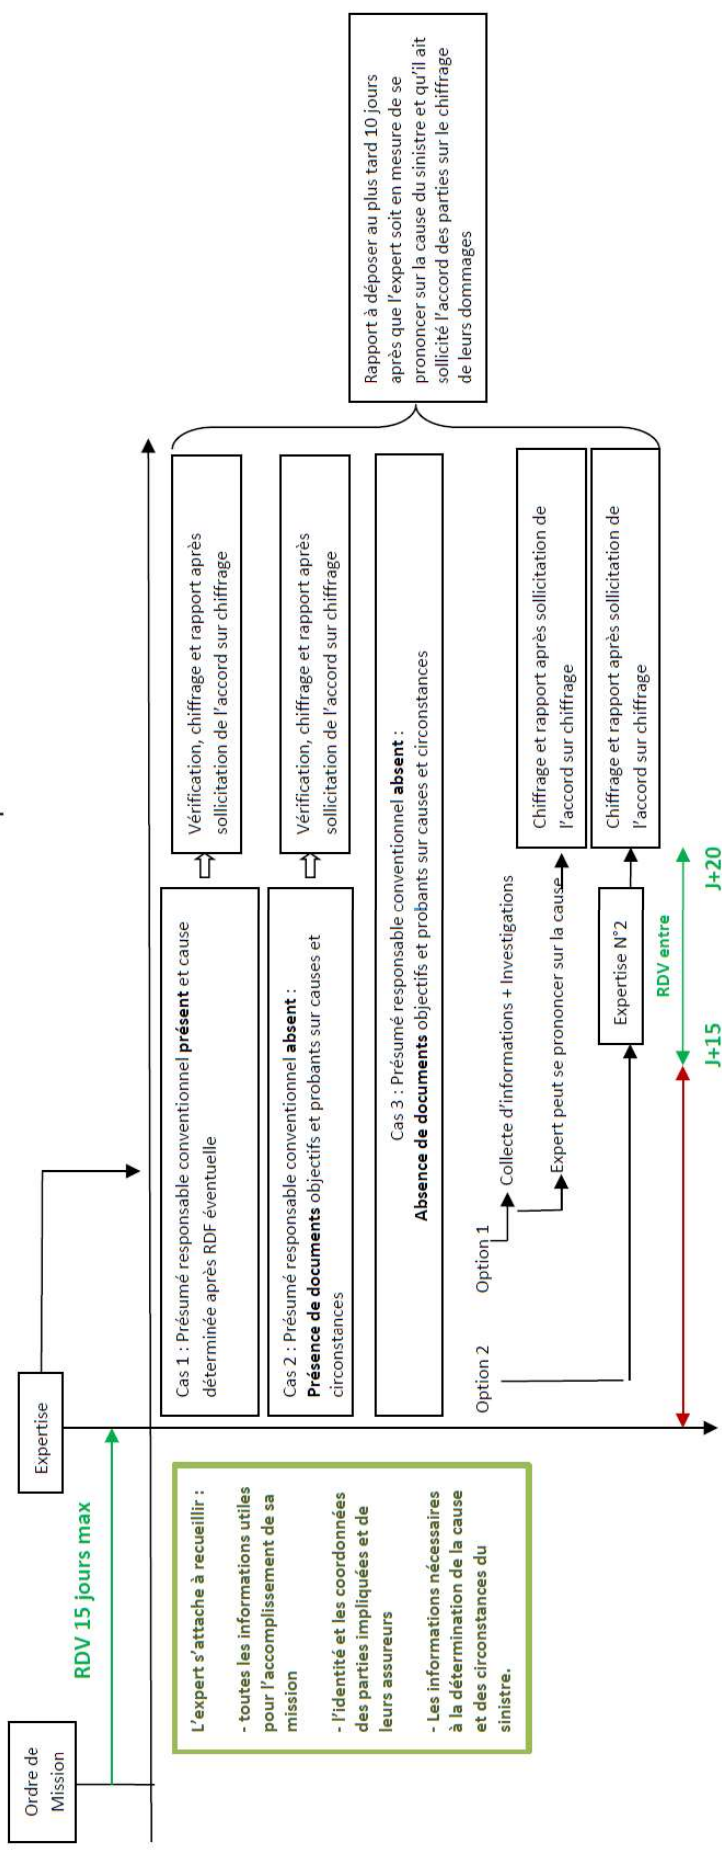 Ordre de
Mission
RDV 15 jours max
Expertise
L'expert s'attache à recueillir :
- toutes les informations utiles
pour l'accomplissement de sa
mission
- l'identité et les coordonnées
des parties impliquées et de
leurs assureurs
- Les informations nécessaires
à la détermination de la cause
et des circonstances du
sinistre.
Cas 1 : Présumé responsable conventionnel présent et cause
déterminée après RDF éventuelle
Vérification, chiffrage et rapport après
sollicitation de l'accord sur chiffrage
Cas 2 : Présumé responsable conventionnel absent :
Présence de documents objectifs et probants sur causes et
circonstances
Vérification, chiffrage et rapport après
sollicitation de l'accord sur chiffrage
Cas 3 : Présumé responsable conventionnel absent :
Absence de documents objectifs et probants sur causes et circonstances
Option 2
Option 1
Collecte d'informations + Investigations
Expert peut se prononcer sur la cause
Chiffrage et rapport après sollicitation de
l'accord sur chiffrage
Expertise N°2
Chiffrage et rapport après sollicitation de
l'accord sur chiffrage
RDV entre
J+15
J+20
Rapport à déposer au plus tard 10 jours
après que l'expert soit en mesure de se
prononcer sur la cause du sinistre et qu'il ait
sollicité l'accord des parties sur le chiffrage
de leurs dommages